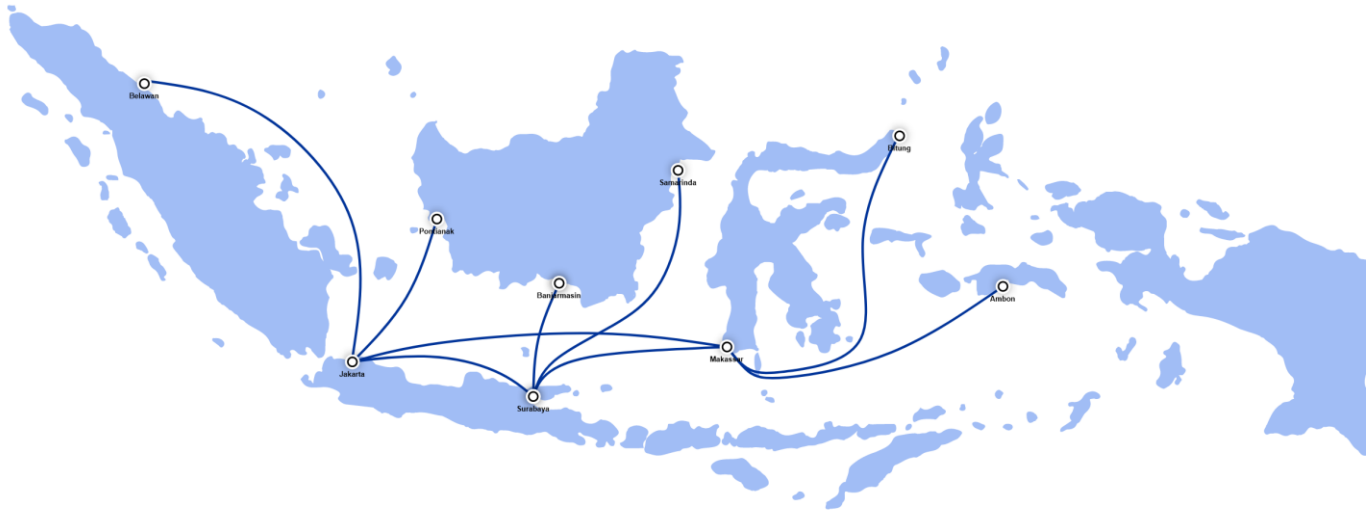 Belawan
Bitung
Samarinda
Pontianak
Banjarmasin
Ambon
Makassar
Jakarta
Surabaya